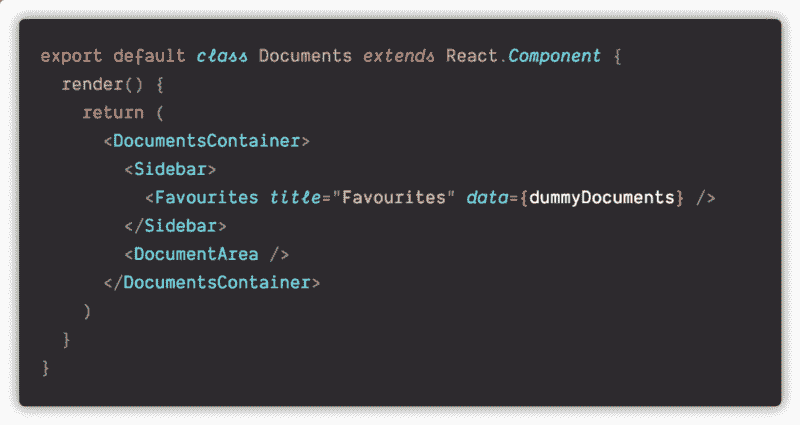 export default class Documents extends React.Component {
  render() {
    return (
      <DocumentsContainer>
        <Sidebar>
          <Favourites title="Favourites" data={dummyDocuments} />
        </Sidebar>
        <DocumentArea />
      </DocumentsContainer>
    )
  }
}